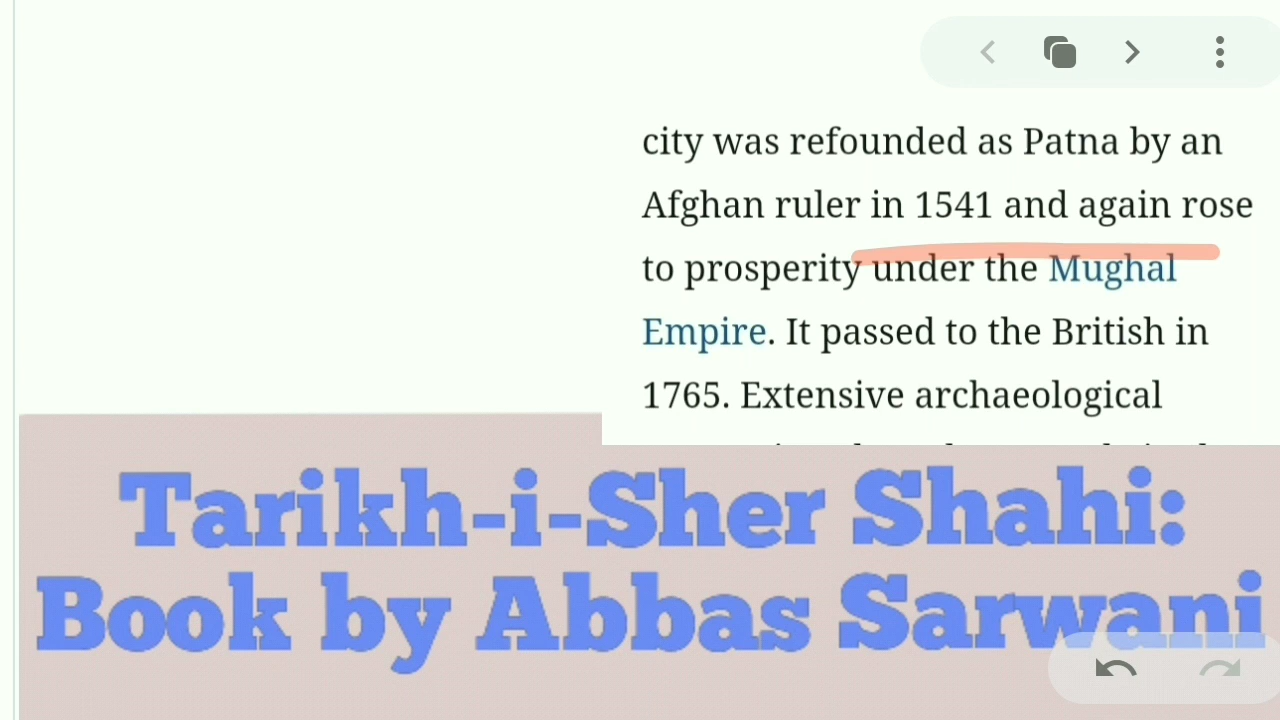 city was refounded as Patna by an
Afghan ruler in 1541 and again rose
to prosperity under the Mughal
Empire. It passed to the British in
1765. Extensive archaeological
Tarikh-i-Sher Shahi:
Book by Abbas Sarwani